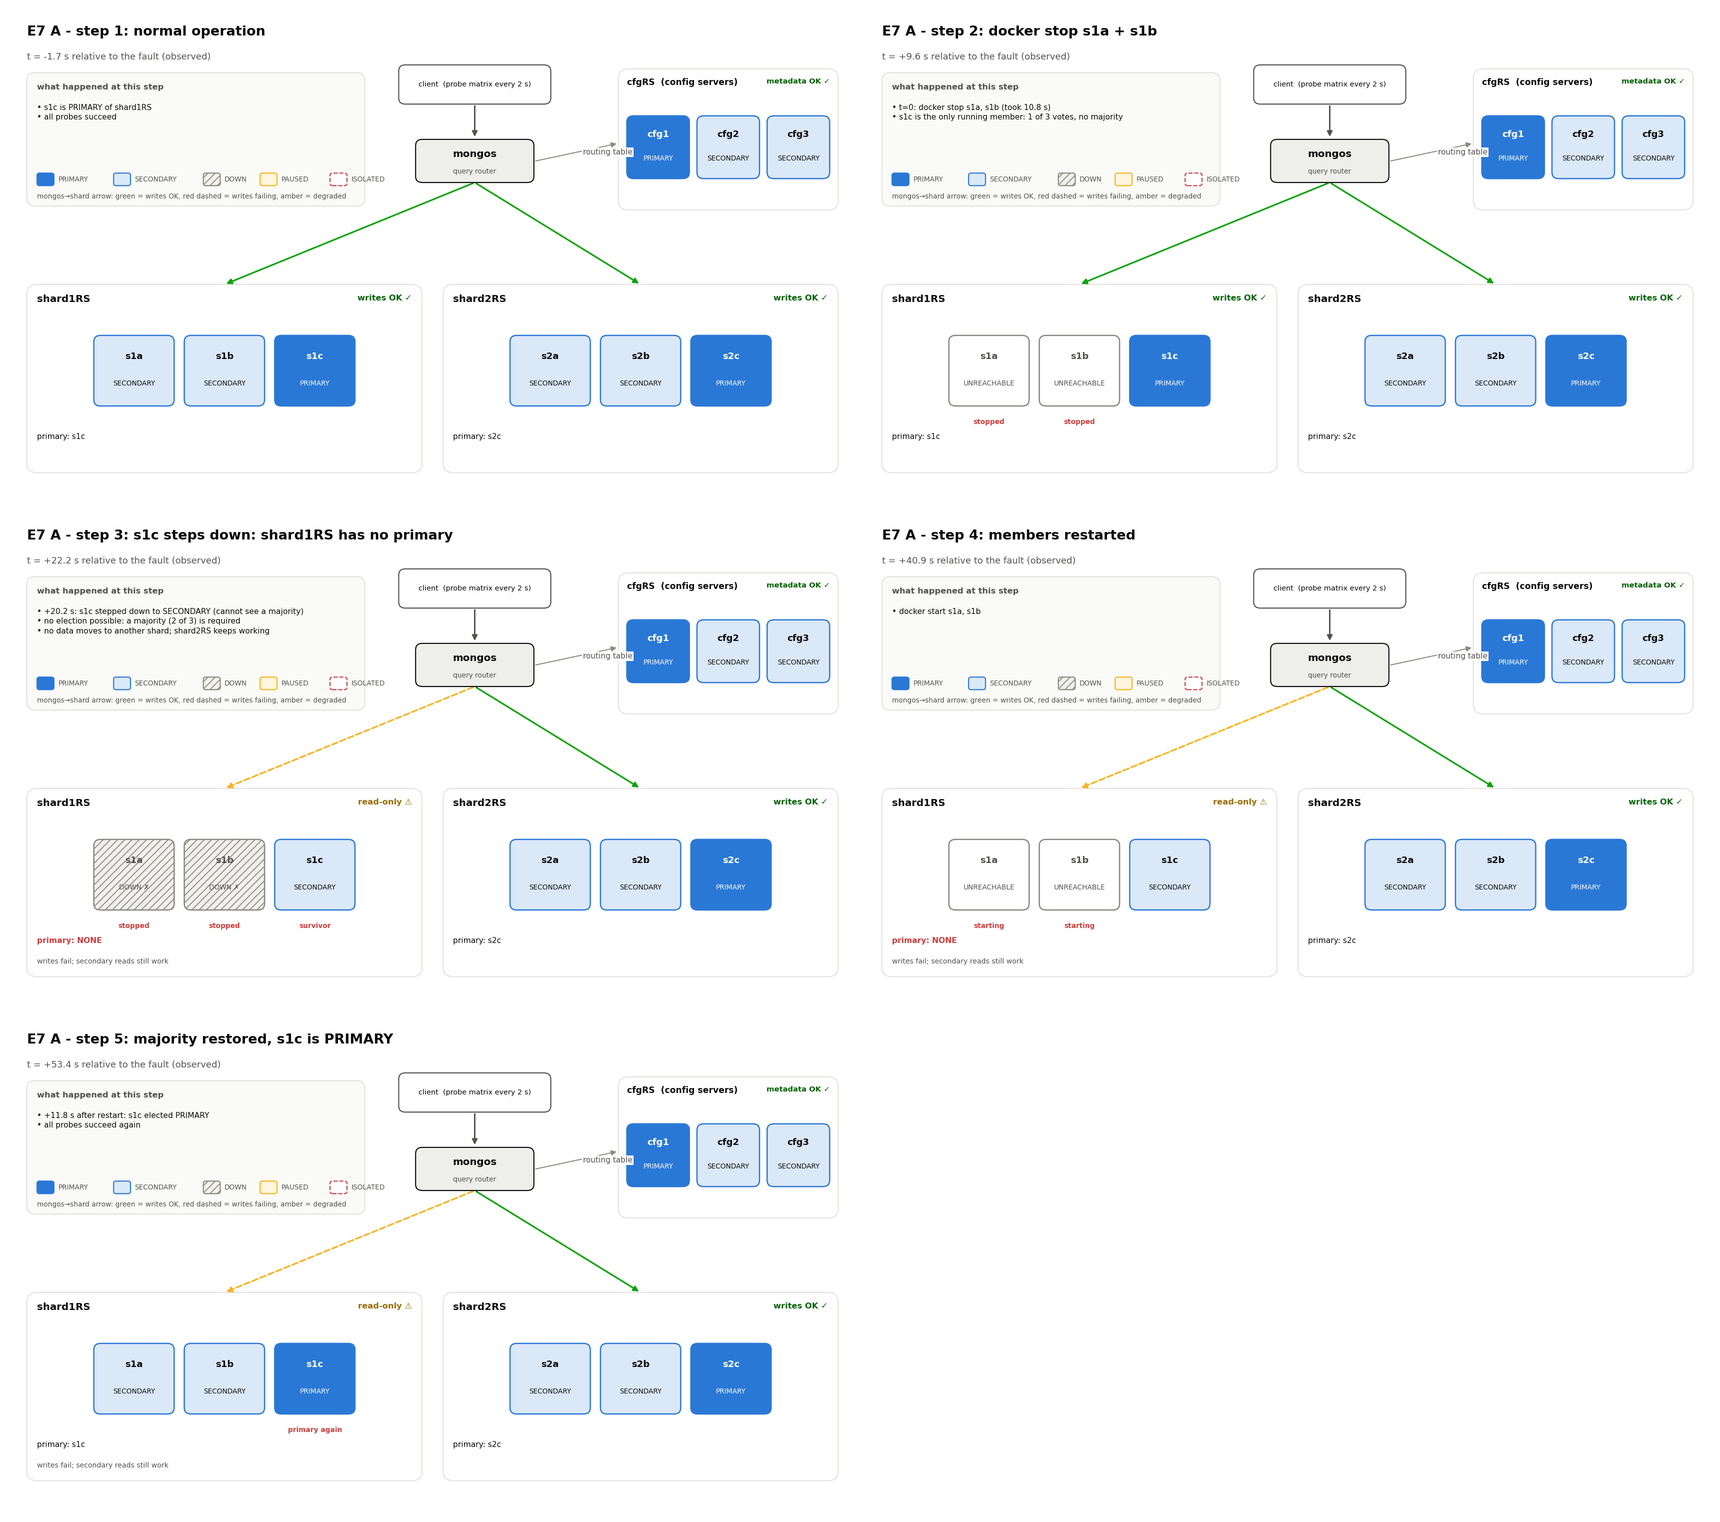 E7 A - step 1: normal operation
t = -1.7 s relative to the fault (observed)
what happened at this step
• s1c is PRIMARY of shard1RS
• all probes succeed
PRIMARY SECONDARY DOWN PAUSED ISOLATED
mongos→shard arrow: green = writes OK, red dashed = writes failing, amber = degraded
client (probe matrix every 2 s)
mongos
query router
routing table
cfgRS (config servers) metadata OK ✓
cfg1 cfg2 cfg3
PRIMARY SECONDARY SECONDARY
shard1RS writes OK ✓
s1a s1b s1c
SECONDARY SECONDARY PRIMARY
primary: s1c
shard2RS writes OK ✓
s2a s2b s2c
SECONDARY SECONDARY PRIMARY
primary: s2c
E7 A - step 2: docker stop s1a + s1b
t = +9.6 s relative to the fault (observed)
what happened at this step
• t=0: docker stop s1a, s1b (took 10.8 s)
• s1c is the only running member: 1 of 3 votes, no majority
PRIMARY SECONDARY DOWN PAUSED ISOLATED
mongos→shard arrow: green = writes OK, red dashed = writes failing, amber = degraded
client (probe matrix every 2 s)
mongos
query router
routing table
cfgRS (config servers) metadata OK ✓
cfg1 cfg2 cfg3
PRIMARY SECONDARY SECONDARY
shard1RS writes OK ✓
s1a s1b s1c
UNREACHABLE UNREACHABLE PRIMARY
stopped stopped
primary: s1c
shard2RS writes OK ✓
s2a s2b s2c
SECONDARY SECONDARY PRIMARY
primary: s2c
E7 A - step 3: s1c steps down: shard1RS has no primary
t = +22.2 s relative to the fault (observed)
what happened at this step
• +20.2 s: s1c stepped down to SECONDARY (cannot see a majority)
• no election possible: a majority (2 of 3) is required
• no data moves to another shard; shard2RS keeps working
PRIMARY SECONDARY DOWN PAUSED ISOLATED
mongos→shard arrow: green = writes OK, red dashed = writes failing, amber = degraded
client (probe matrix every 2 s)
mongos
query router
routing table
cfgRS (config servers) metadata OK ✓
cfg1 cfg2 cfg3
PRIMARY SECONDARY SECONDARY
shard1RS read-only ⚠
s1a s1b s1c
DOWN ✗ DOWN ✗ SECONDARY
stopped stopped survivor
primary: NONE
writes fail; secondary reads still work
shard2RS writes OK ✓
s2a s2b s2c
SECONDARY SECONDARY PRIMARY
primary: s2c
E7 A - step 4: members restarted
t = +40.9 s relative to the fault (observed)
what happened at this step
• docker start s1a, s1b
PRIMARY SECONDARY DOWN PAUSED ISOLATED
mongos→shard arrow: green = writes OK, red dashed = writes failing, amber = degraded
client (probe matrix every 2 s)
mongos
query router
routing table
cfgRS (config servers) metadata OK ✓
cfg1 cfg2 cfg3
PRIMARY SECONDARY SECONDARY
shard1RS read-only ⚠
s1a s1b s1c
UNREACHABLE UNREACHABLE SECONDARY
starting starting
primary: NONE
writes fail; secondary reads still work
shard2RS writes OK ✓
s2a s2b s2c
SECONDARY SECONDARY PRIMARY
primary: s2c
E7 A - step 5: majority restored, s1c is PRIMARY
t = +53.4 s relative to the fault (observed)
what happened at this step
• +11.8 s after restart: s1c elected PRIMARY
• all probes succeed again
PRIMARY SECONDARY DOWN PAUSED ISOLATED
mongos→shard arrow: green = writes OK, red dashed = writes failing, amber = degraded
client (probe matrix every 2 s)
mongos
query router
routing table
cfgRS (config servers) metadata OK ✓
cfg1 cfg2 cfg3
PRIMARY SECONDARY SECONDARY
shard1RS read-only ⚠
s1a s1b s1c
SECONDARY SECONDARY PRIMARY
primary again
primary: s1c
writes fail; secondary reads still work
shard2RS writes OK ✓
s2a s2b s2c
SECONDARY SECONDARY PRIMARY
primary: s2c